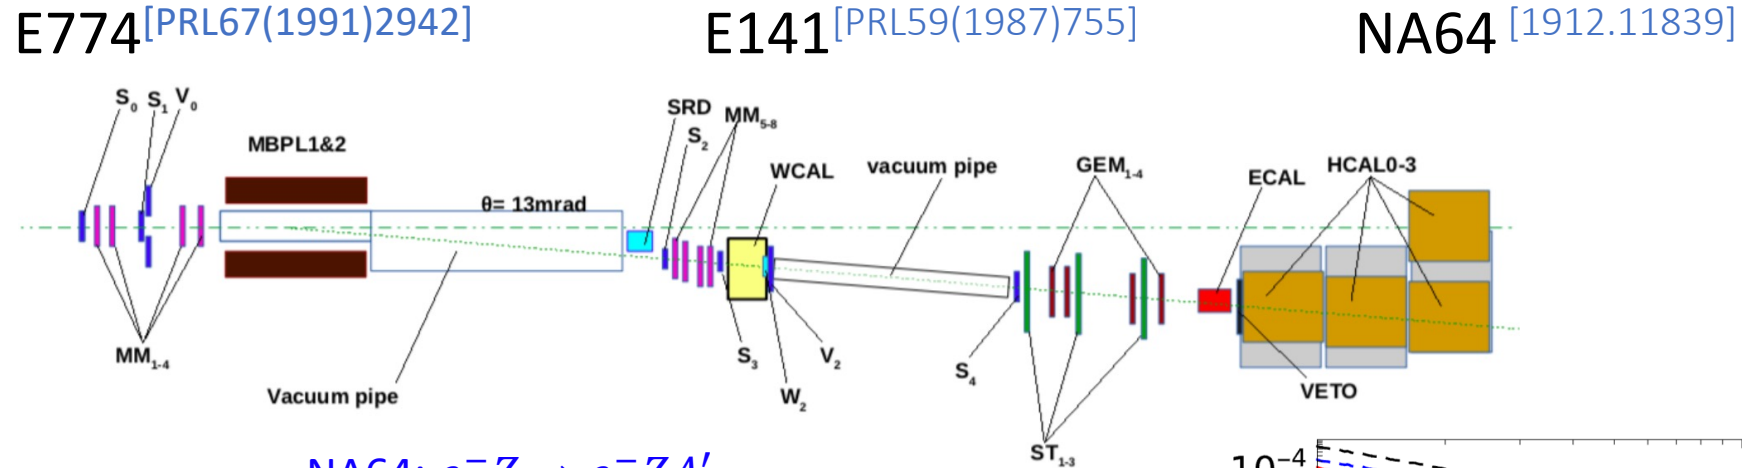 E774[PRL67(1991)2942] E141[PRL59(1987)755] NA64 [1912.11839]
S0 S1 V0
SRD MM5-8
S2
MBPL1&2
WCAL vacuum pipe GEM1-4 ECAL HCAL0-3
θ= 13mrad
MM1-4
S3 V2 S4
Vacuum pipe W2 VETO
ST1-3
NA64: e⁻Z → e⁻ZA′
10⁻⁴